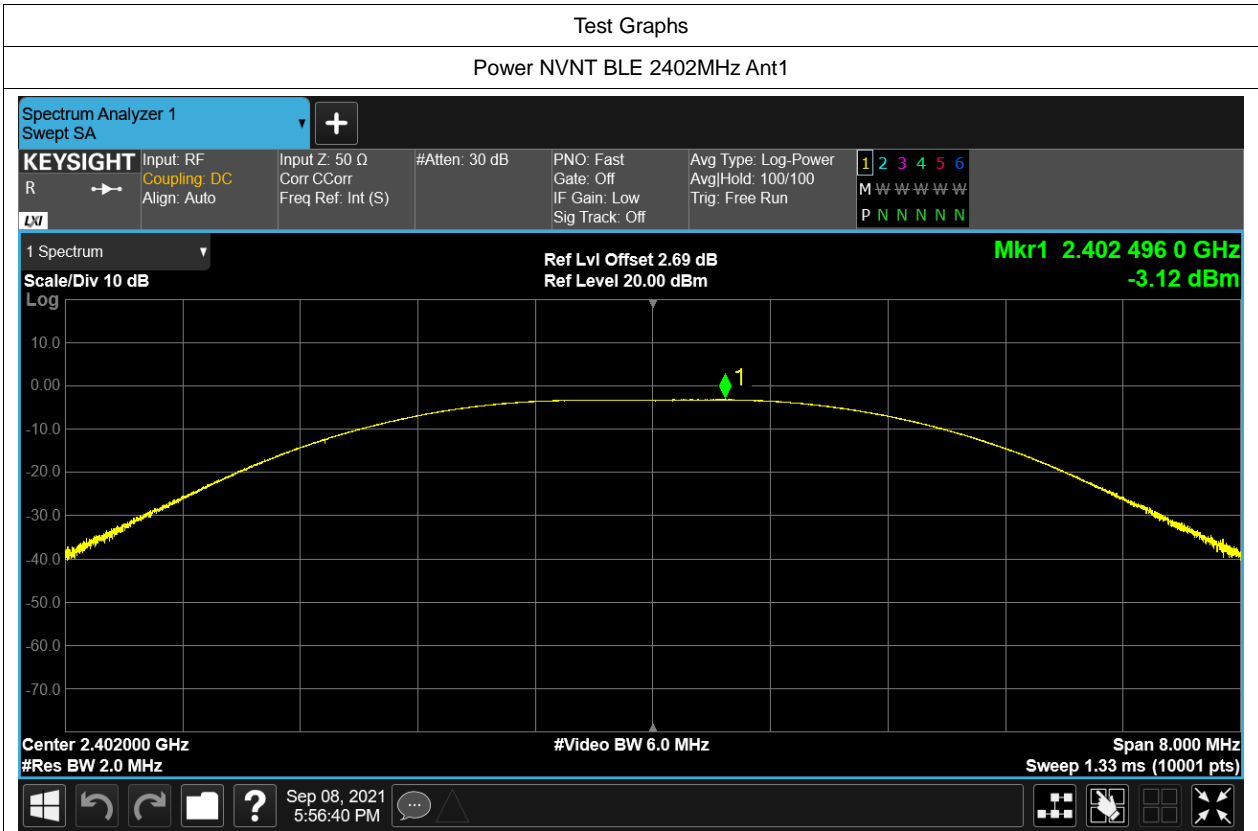 Test Graphs
Power NVNT BLE 2402MHz Ant1
Spectrum Analyzer 1
Swept SA
KEYSIGHT
R
LXI
Input: RF
Coupling: DC
Align: Auto
Input Z: 50 Ω
Corr CCorr
Freq Ref: Int (S)
#Atten: 30 dB
PNO: Fast
Gate: Off
IF Gain: Low
Sig Track: Off
Avg Type: Log-Power
Avg|Hold: 100/100
Trig: Free Run
1 2 3 4 5 6
M W W W W W
P N N N N N
1 Spectrum
Scale/Div 10 dB
Ref Lvl Offset 2.69 dB
Ref Level 20.00 dBm
Mkr1 2.402 496 0 GHz
-3.12 dBm
Log
10.0
0.00
-10.0
-20.0
-30.0
-40.0
-50.0
-60.0
-70.0
1
Center 2.402000 GHz
#Res BW 2.0 MHz
#Video BW 6.0 MHz
Span 8.000 MHz
Sweep 1.33 ms (10001 pts)
?
Sep 08, 2021
5:56:40 PM